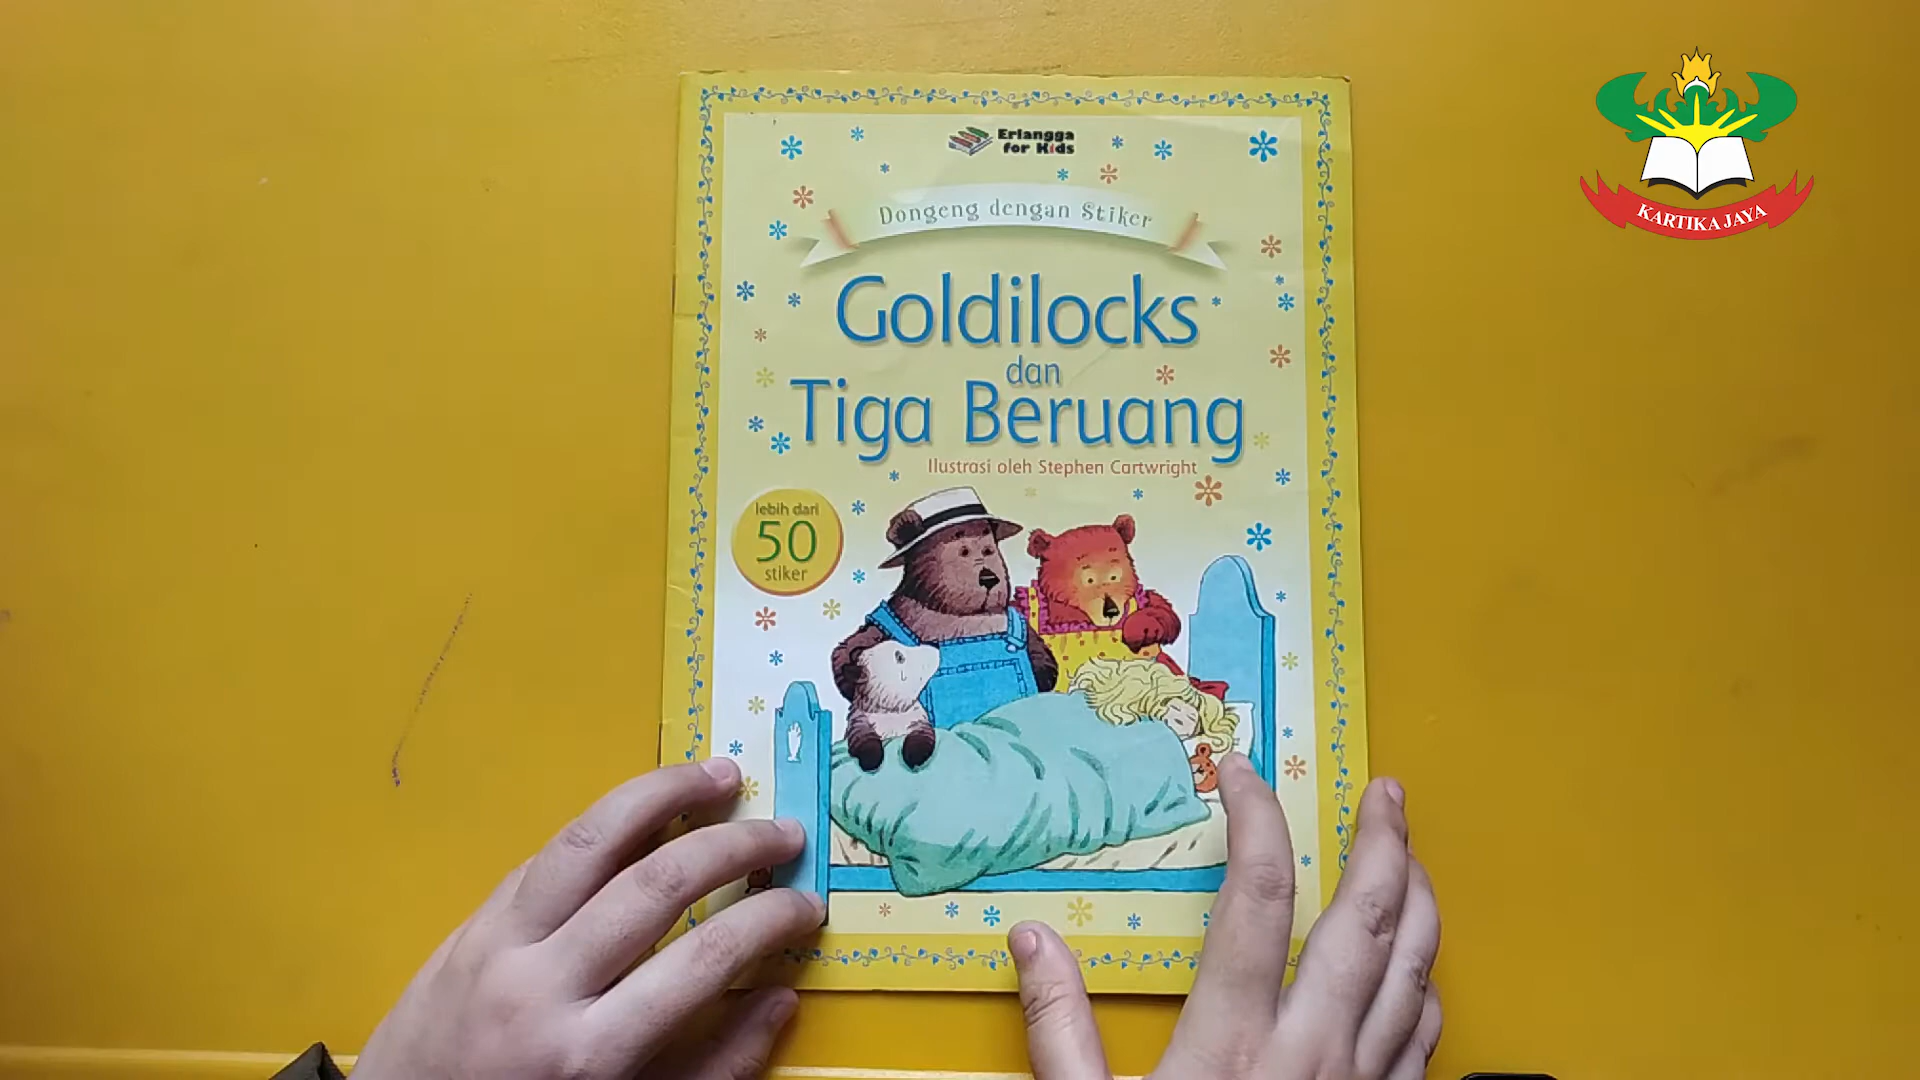 Erlangga
for Kids
Dongeng dengan Stiker
Goldilocks
dan
Tiga Beruang
Ilustrasi oleh Stephen Cartwright
lebih dari
50
stiker
KARTIKA JAYA